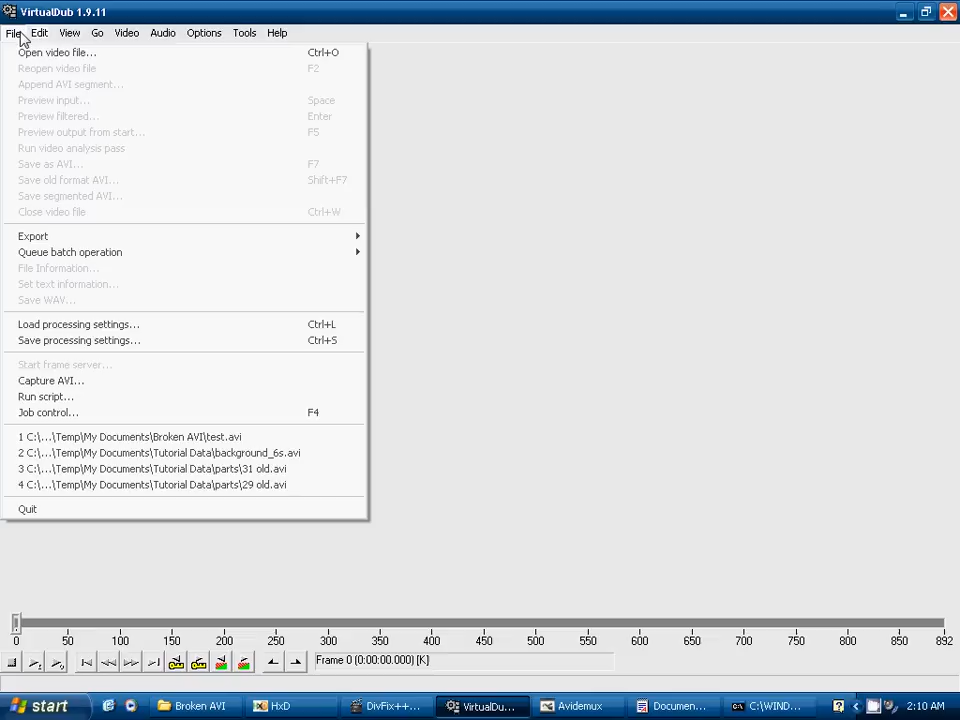 VirtualDub 1.9.11
File Edit View Go Video Audio Options Tools Help
Open video file... Ctrl+O
Reopen video file F2
Append AVI segment...
Preview input... Space
Preview filtered... Enter
Preview output from start... F5
Run video analysis pass
Save as AVI... F7
Save old format AVI... Shift+F7
Save segmented AVI...
Close video file Ctrl+W
Export
Queue batch operation
File Information...
Set text information...
Save WAV...
Load processing settings... Ctrl+L
Save processing settings... Ctrl+S
Start frame server...
Capture AVI...
Run script...
Job control... F4
1 C:\...\Temp\My Documents\Broken AVI\test.avi
2 C:\...\Temp\My Documents\Tutorial Data\background_6s.avi
3 C:\...\Temp\My Documents\Tutorial Data\parts\31 old.avi
4 C:\...\Temp\My Documents\Tutorial Data\parts\29 old.avi
Quit
0 50 100 150 200 250 300 350 400 450 500 550 600 650 700 750 800 850 892
Frame 0 (0:00:00.000) [K]
start Broken AVI HxD DivFix++... VirtualDu... Avidemux Documen... C:\WIND... 2:10 AM